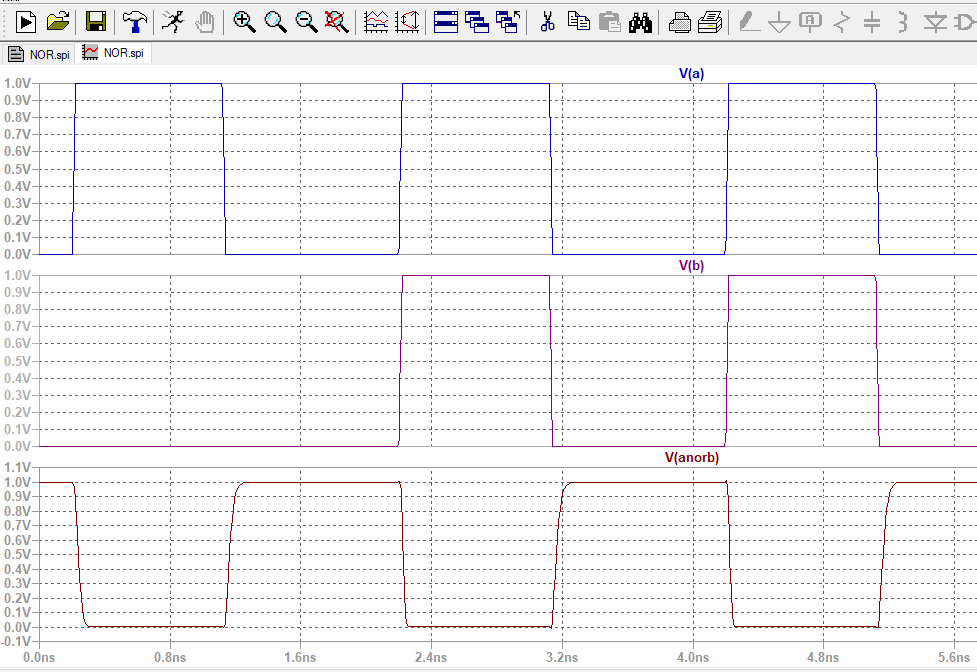 NOR.spi NOR.spi
V(a)
1.0V
0.9V
0.8V
0.7V
0.6V
0.5V
0.4V
0.3V
0.2V
0.1V
0.0V
V(b)
1.0V
0.9V
0.8V
0.7V
0.6V
0.5V
0.4V
0.3V
0.2V
0.1V
0.0V
V(anorb)
1.1V
1.0V
0.9V
0.8V
0.7V
0.6V
0.5V
0.4V
0.3V
0.2V
0.1V
0.0V
-0.1V
0.0ns 0.8ns 1.6ns 2.4ns 3.2ns 4.0ns 4.8ns 5.6ns